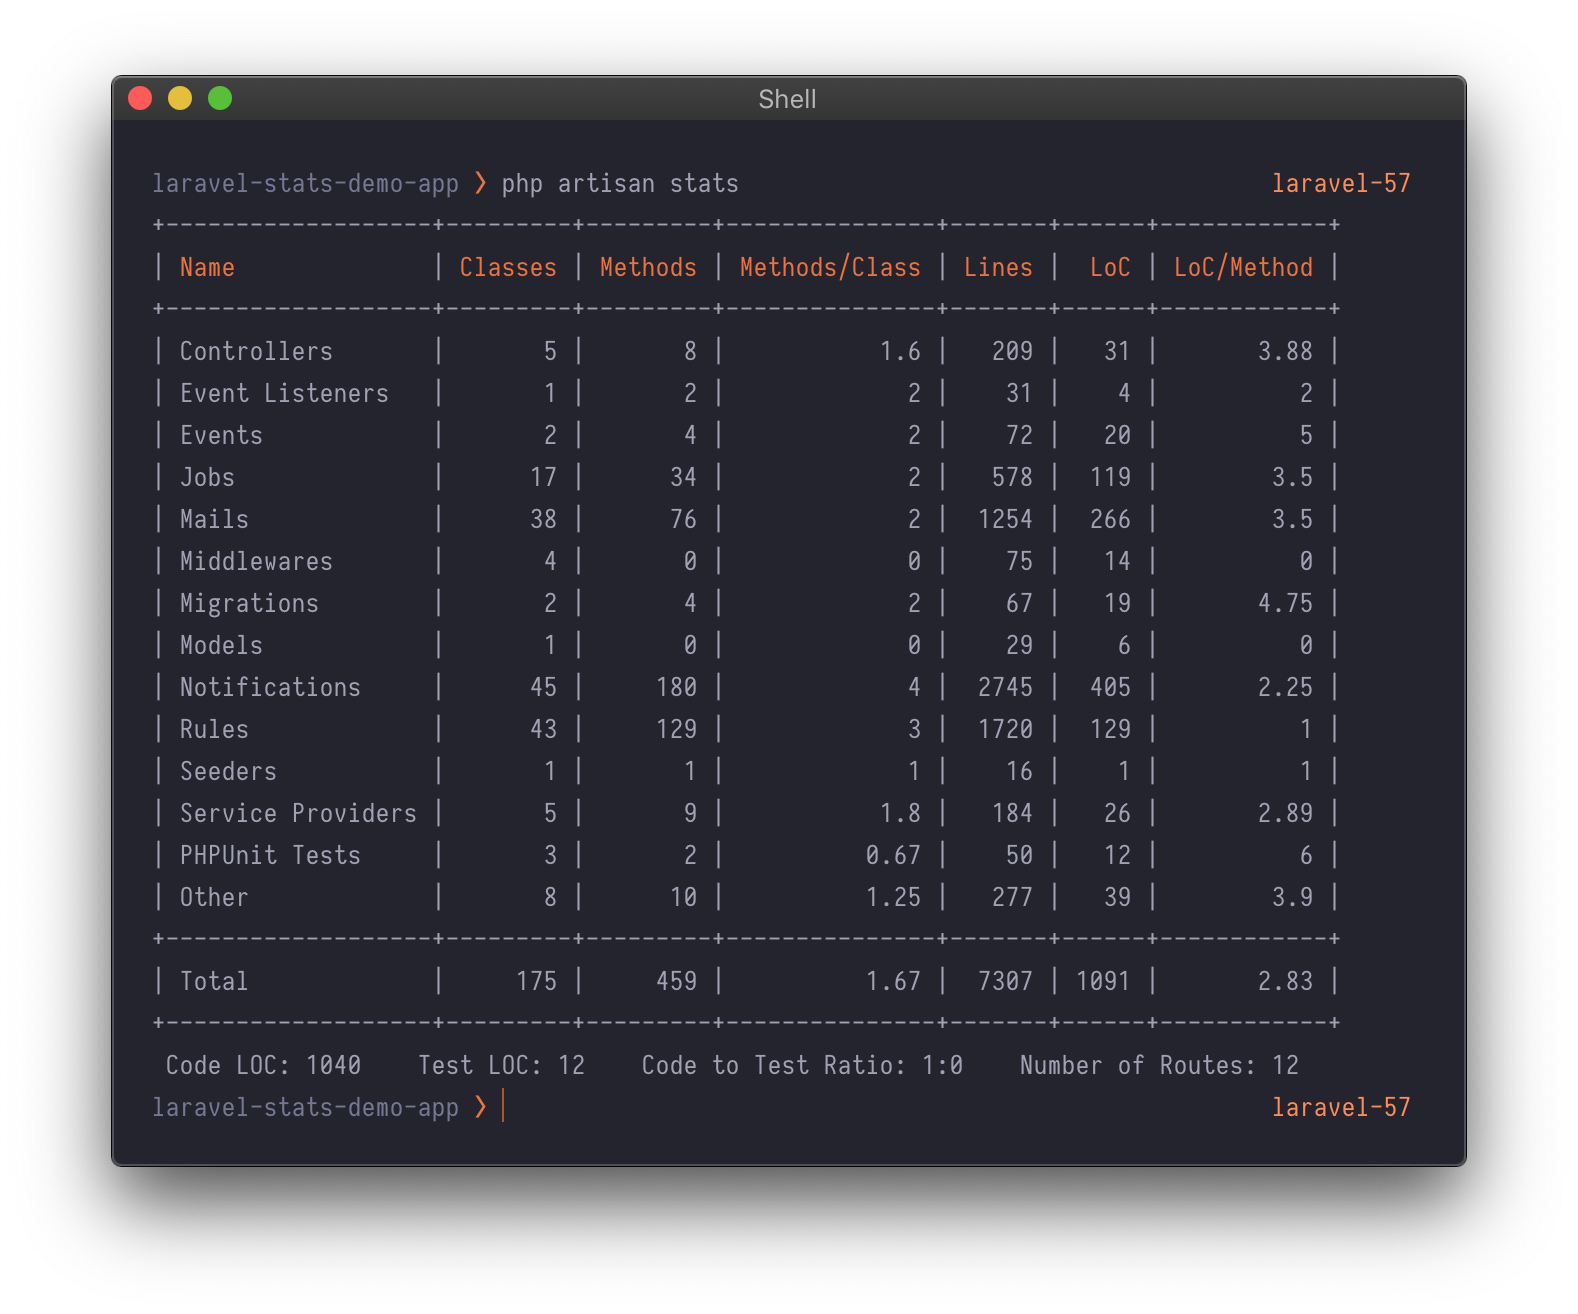 Shell
laravel-stats-demo-app ❯ php artisan stats laravel-57
+-------------------+---------+---------+---------------+-------+------+------------+
| Name              | Classes | Methods | Methods/Class | Lines |  LoC | LoC/Method |
+-------------------+---------+---------+---------------+-------+------+------------+
| Controllers       |       5 |       8 |           1.6 |   209 |   31 |       3.88 |
| Event Listeners   |       1 |       2 |             2 |    31 |    4 |          2 |
| Events            |       2 |       4 |             2 |    72 |   20 |          5 |
| Jobs              |      17 |      34 |             2 |   578 |  119 |        3.5 |
| Mails             |      38 |      76 |             2 |  1254 |  266 |        3.5 |
| Middlewares       |       4 |       0 |             0 |    75 |   14 |          0 |
| Migrations        |       2 |       4 |             2 |    67 |   19 |       4.75 |
| Models            |       1 |       0 |             0 |    29 |    6 |          0 |
| Notifications     |      45 |     180 |             4 |  2745 |  405 |       2.25 |
| Rules             |      43 |     129 |             3 |  1720 |  129 |          1 |
| Seeders           |       1 |       1 |             1 |    16 |    1 |          1 |
| Service Providers |       5 |       9 |           1.8 |   184 |   26 |       2.89 |
| PHPUnit Tests     |       3 |       2 |          0.67 |    50 |   12 |          6 |
| Other             |       8 |      10 |          1.25 |   277 |   39 |        3.9 |
+-------------------+---------+---------+---------------+-------+------+------------+
| Total             |     175 |     459 |          1.67 |  7307 | 1091 |       2.83 |
+-------------------+---------+---------+---------------+-------+------+------------+
 Code LOC: 1040    Test LOC: 12    Code to Test Ratio: 1:0    Number of Routes: 12
laravel-stats-demo-app ❯ laravel-57